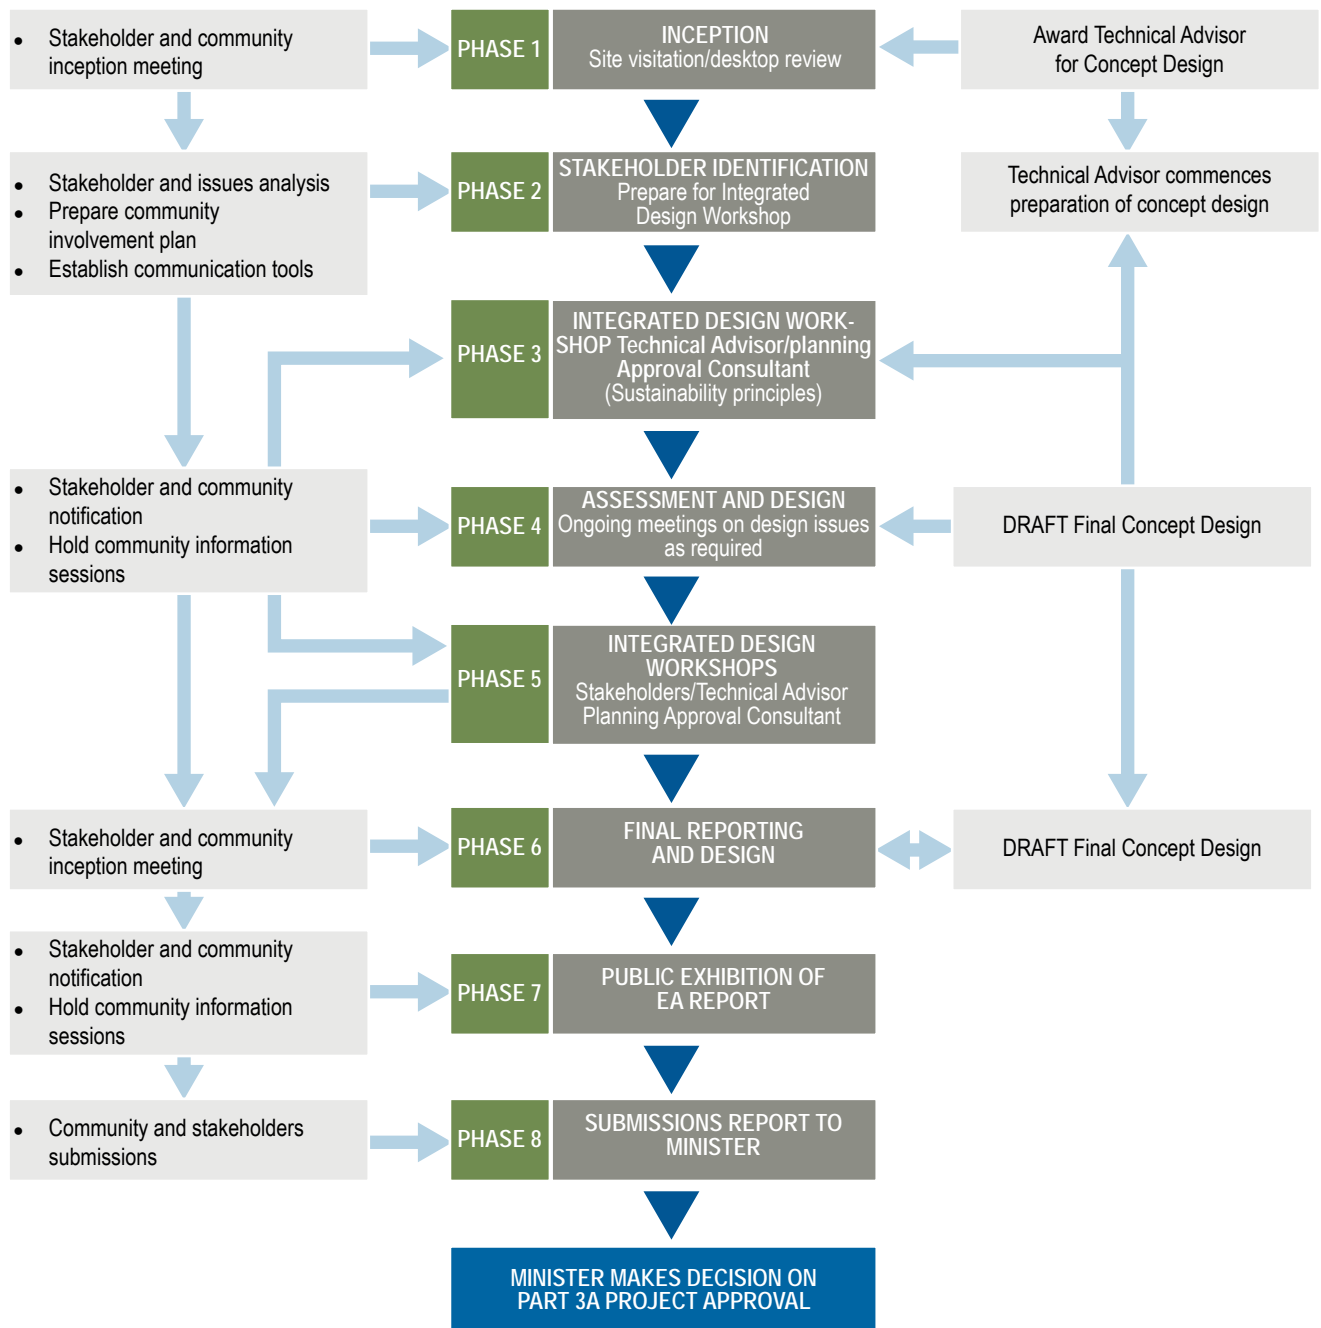 • Stakeholder and community
inception meeting
PHASE 1
INCEPTION
Site visitation/desktop review
Award Technical Advisor
for Concept Design
• Stakeholder and issues analysis
• Prepare community
involvement plan
• Establish communication tools
PHASE 2
STAKEHOLDER IDENTIFICATION
Prepare for Integrated
Design Workshop
Technical Advisor commences
preparation of concept design
PHASE 3
INTEGRATED DESIGN WORK-
SHOP Technical Advisor/planning
Approval Consultant
(Sustainability principles)
• Stakeholder and community
notification
• Hold community information
sessions
PHASE 4
ASSESSMENT AND DESIGN
Ongoing meetings on design issues
as required
DRAFT Final Concept Design
PHASE 5
INTEGRATED DESIGN
WORKSHOPS
Stakeholders/Technical Advisor
Planning Approval Consultant
• Stakeholder and community
inception meeting
PHASE 6
FINAL REPORTING
AND DESIGN
DRAFT Final Concept Design
• Stakeholder and community
notification
• Hold community information
sessions
PHASE 7
PUBLIC EXHIBITION OF
EA REPORT
• Community and stakeholders
submissions
PHASE 8
SUBMISSIONS REPORT TO
MINISTER
MINISTER MAKES DECISION ON
PART 3A PROJECT APPROVAL